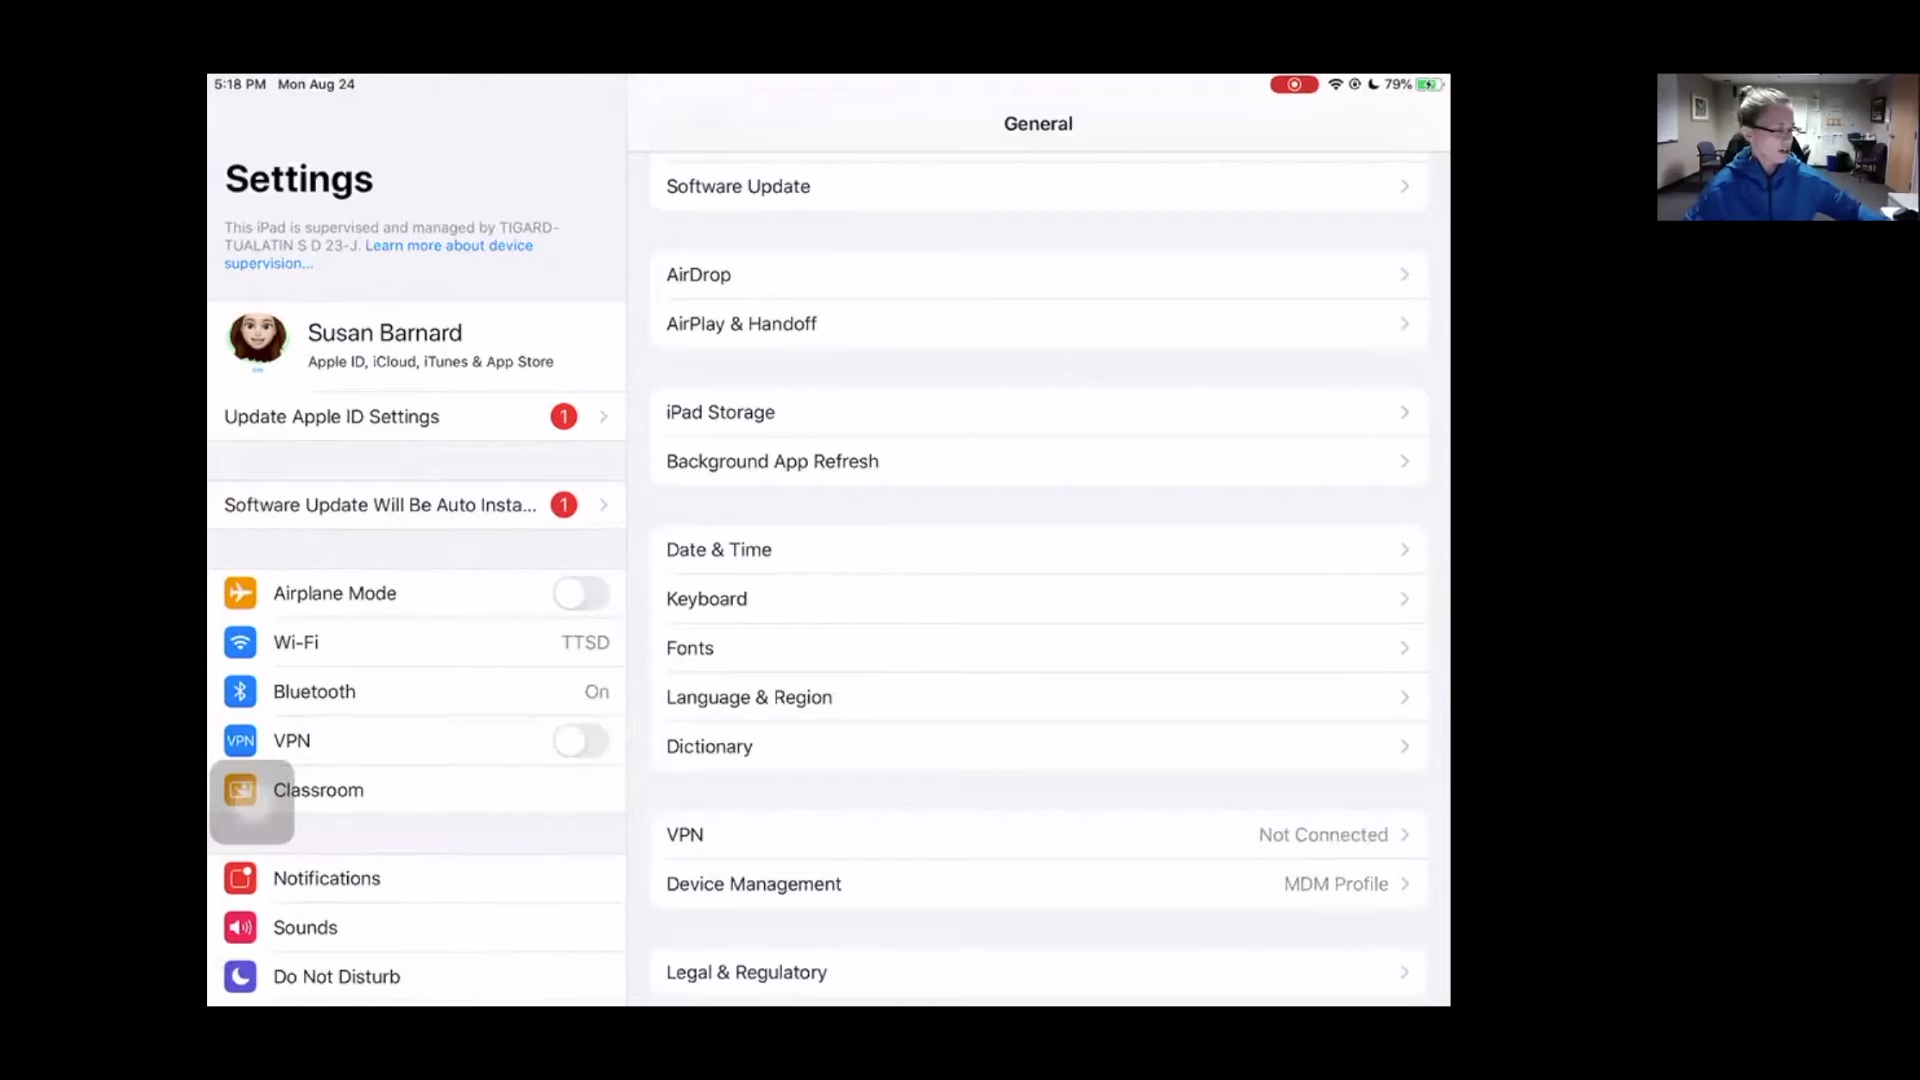 5:18 PM Mon Aug 24
79%
General
Settings
This iPad is supervised and managed by TIGARD-
TUALATIN S D 23-J. Learn more about device
supervision...
Susan Barnard
Apple ID, iCloud, iTunes & App Store
Update Apple ID Settings 1
Software Update Will Be Auto Insta... 1
Airplane Mode
Wi-Fi TTSD
Bluetooth On
VPN VPN
Classroom
Notifications
Sounds
Do Not Disturb
Software Update
AirDrop
AirPlay & Handoff
iPad Storage
Background App Refresh
Date & Time
Keyboard
Fonts
Language & Region
Dictionary
VPN Not Connected
Device Management MDM Profile
Legal & Regulatory